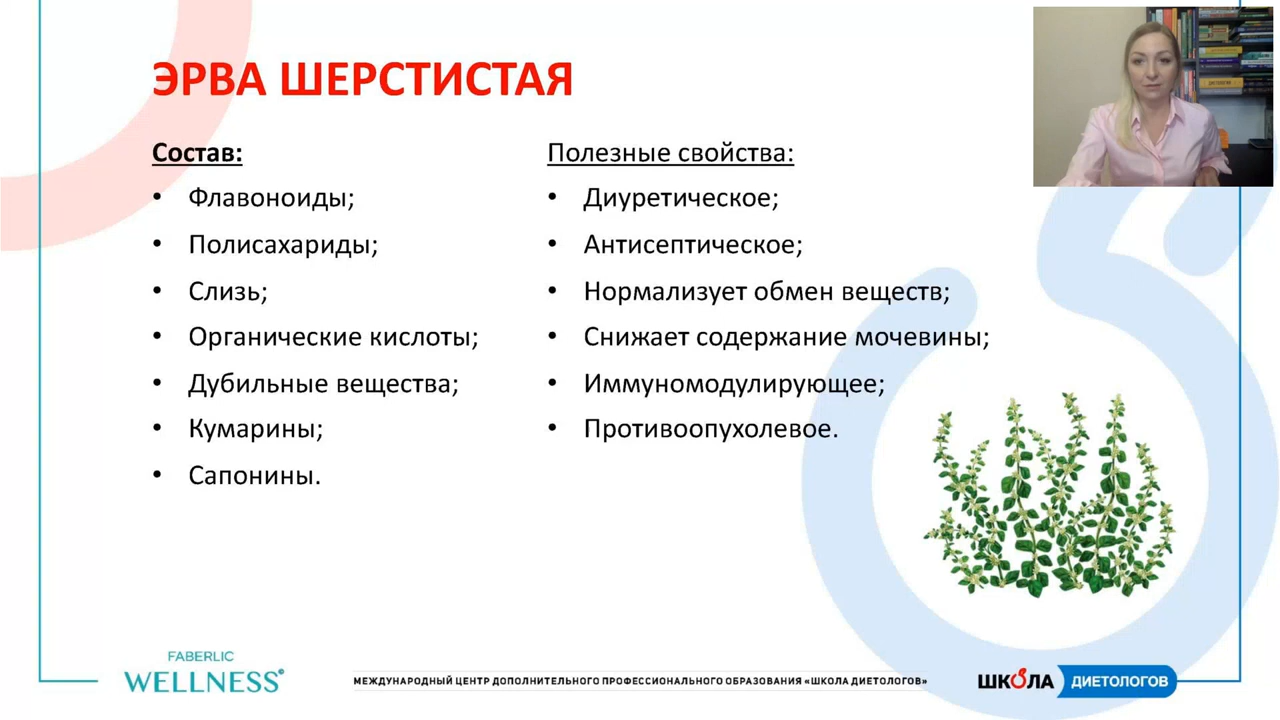 ЭРВА ШЕРСТИСТАЯ
Состав:
• Флавоноиды;
• Полисахариды;
• Слизь;
• Органические кислоты;
• Дубильные вещества;
• Кумарины;
• Сапонины.
Полезные свойства:
• Диуретическое;
• Антисептическое;
• Нормализует обмен веществ;
• Снижает содержание мочевины;
• Иммуномодулирующее;
• Противоопухолевое.
FABERLIC
WELLNESS
МЕЖДУНАРОДНЫЙ ЦЕНТР ДОПОЛНИТЕЛЬНОГО ПРОФЕССИОНАЛЬНОГО ОБРАЗОВАНИЯ «ШКОЛА ДИЕТОЛОГОВ»
ШКОЛА ДИЕТОЛОГОВ